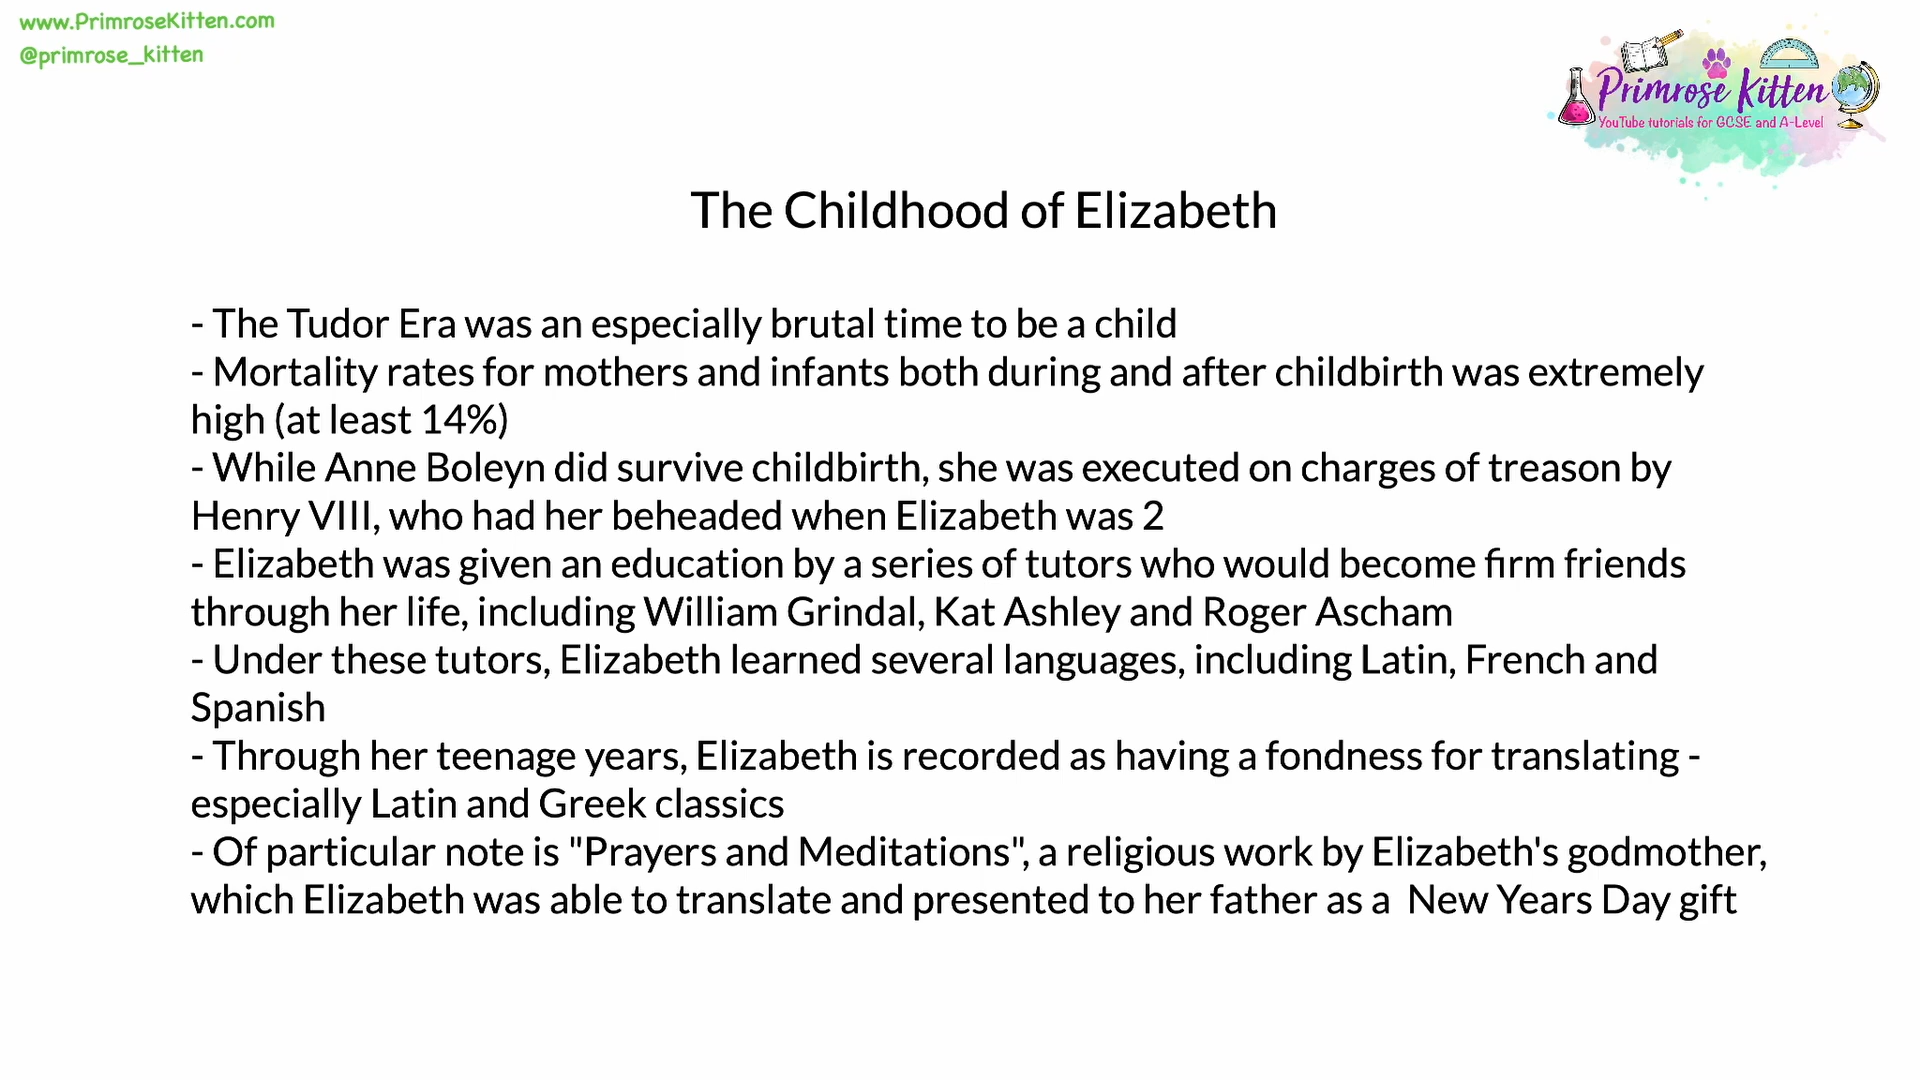 www.PrimroseKitten.com
@primrose_kitten
Primrose Kitten
YouTube tutorials for GCSE and A-Level
The Childhood of Elizabeth
- The Tudor Era was an especially brutal time to be a child
- Mortality rates for mothers and infants both during and after childbirth was extremely
high (at least 14%)
- While Anne Boleyn did survive childbirth, she was executed on charges of treason by
Henry VIII, who had her beheaded when Elizabeth was 2
- Elizabeth was given an education by a series of tutors who would become firm friends
through her life, including William Grindal, Kat Ashley and Roger Ascham
- Under these tutors, Elizabeth learned several languages, including Latin, French and
Spanish
- Through her teenage years, Elizabeth is recorded as having a fondness for translating -
especially Latin and Greek classics
- Of particular note is "Prayers and Meditations", a religious work by Elizabeth's godmother,
which Elizabeth was able to translate and presented to her father as a  New Years Day gift